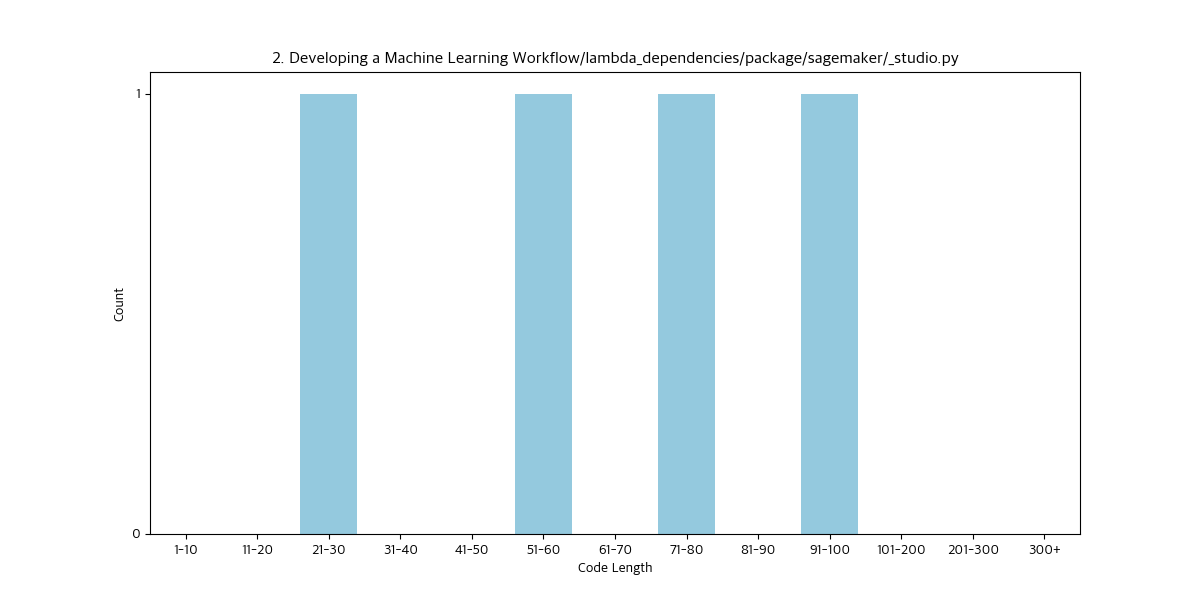 2. Developing a Machine Learning Workflow/lambda_dependencies/package/sagemaker/_studio.py
1
Count
0
1-10 11-20 21-30 31-40 41-50 51-60 61-70 71-80 81-90 91-100 101-200 201-300 300+
Code Length